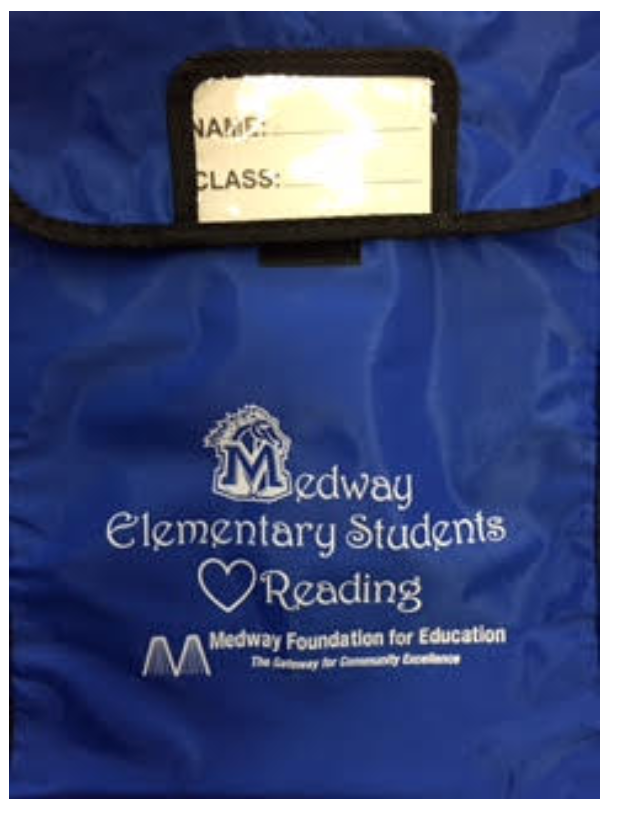 NAME:
CLASS:
Medway
Elementary Students
♡Reading
Medway Foundation for Education
The Gateway for Community Excellence